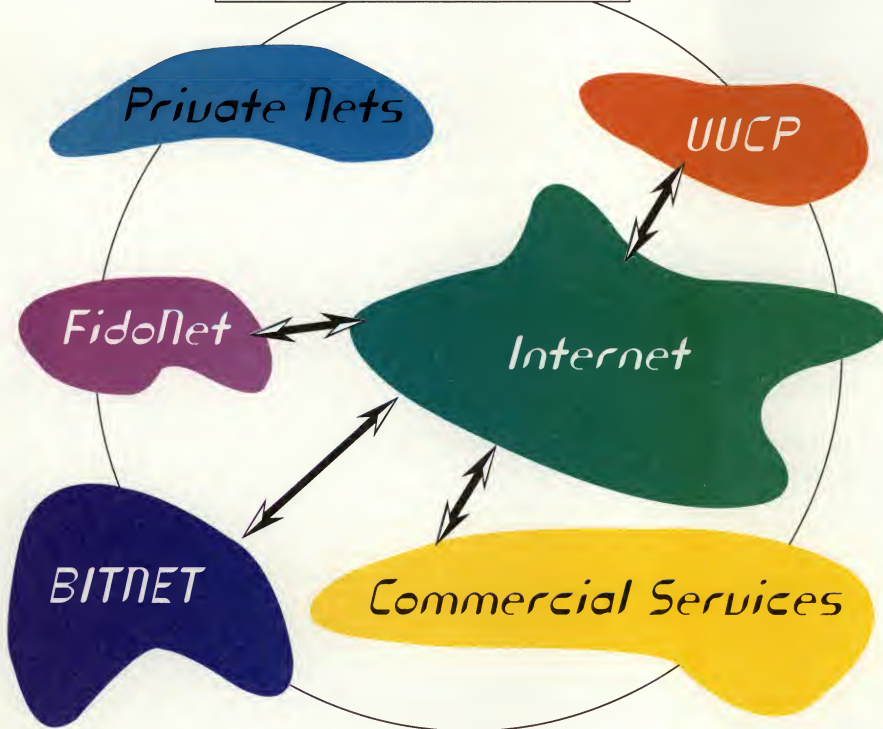 Private Nets
UUCP
FidoNet
Internet
BITNET
Commercial Services